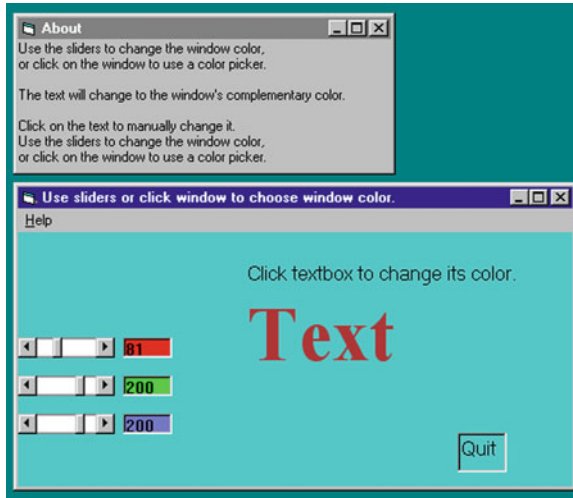 About
Use the sliders to change the window color,
or click on the window to use a color picker.
The text will change to the window's complementary color.
Click on the text to manually change it.
Use the sliders to change the window color,
or click on the window to use a color picker.
Use sliders or click window to choose window color.
Help
Click textbox to change its color.
Text
81
200
200
Quit